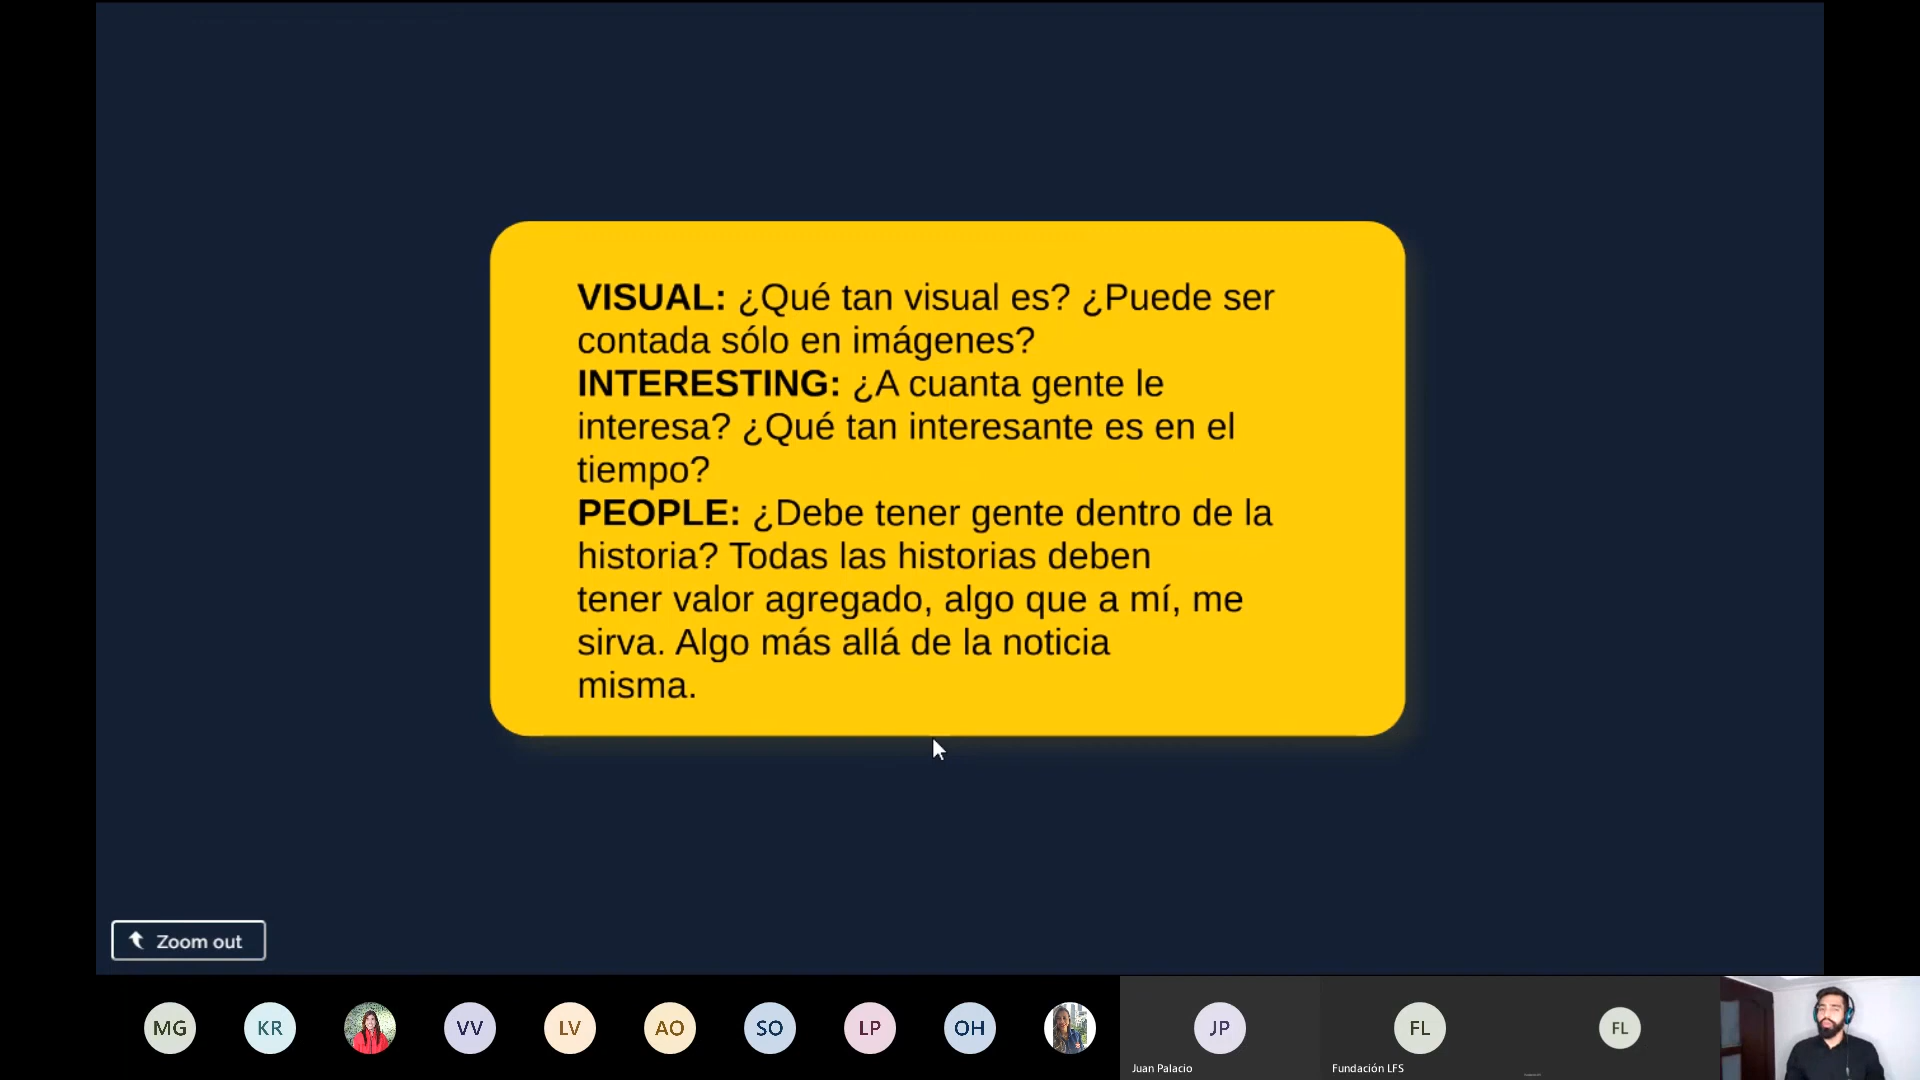 VISUAL: ¿Qué tan visual es? ¿Puede ser
contada sólo en imágenes?
INTERESTING: ¿A cuanta gente le
interesa? ¿Qué tan interesante es en el
tiempo?
PEOPLE: ¿Debe tener gente dentro de la
historia? Todas las historias deben
tener valor agregado, algo que a mí, me
sirva. Algo más allá de la noticia
misma.
Zoom out
MG
KR
VV
LV
AO
SO
LP
OH
JP
FL
FL
Juan Palacio
Fundación LFS